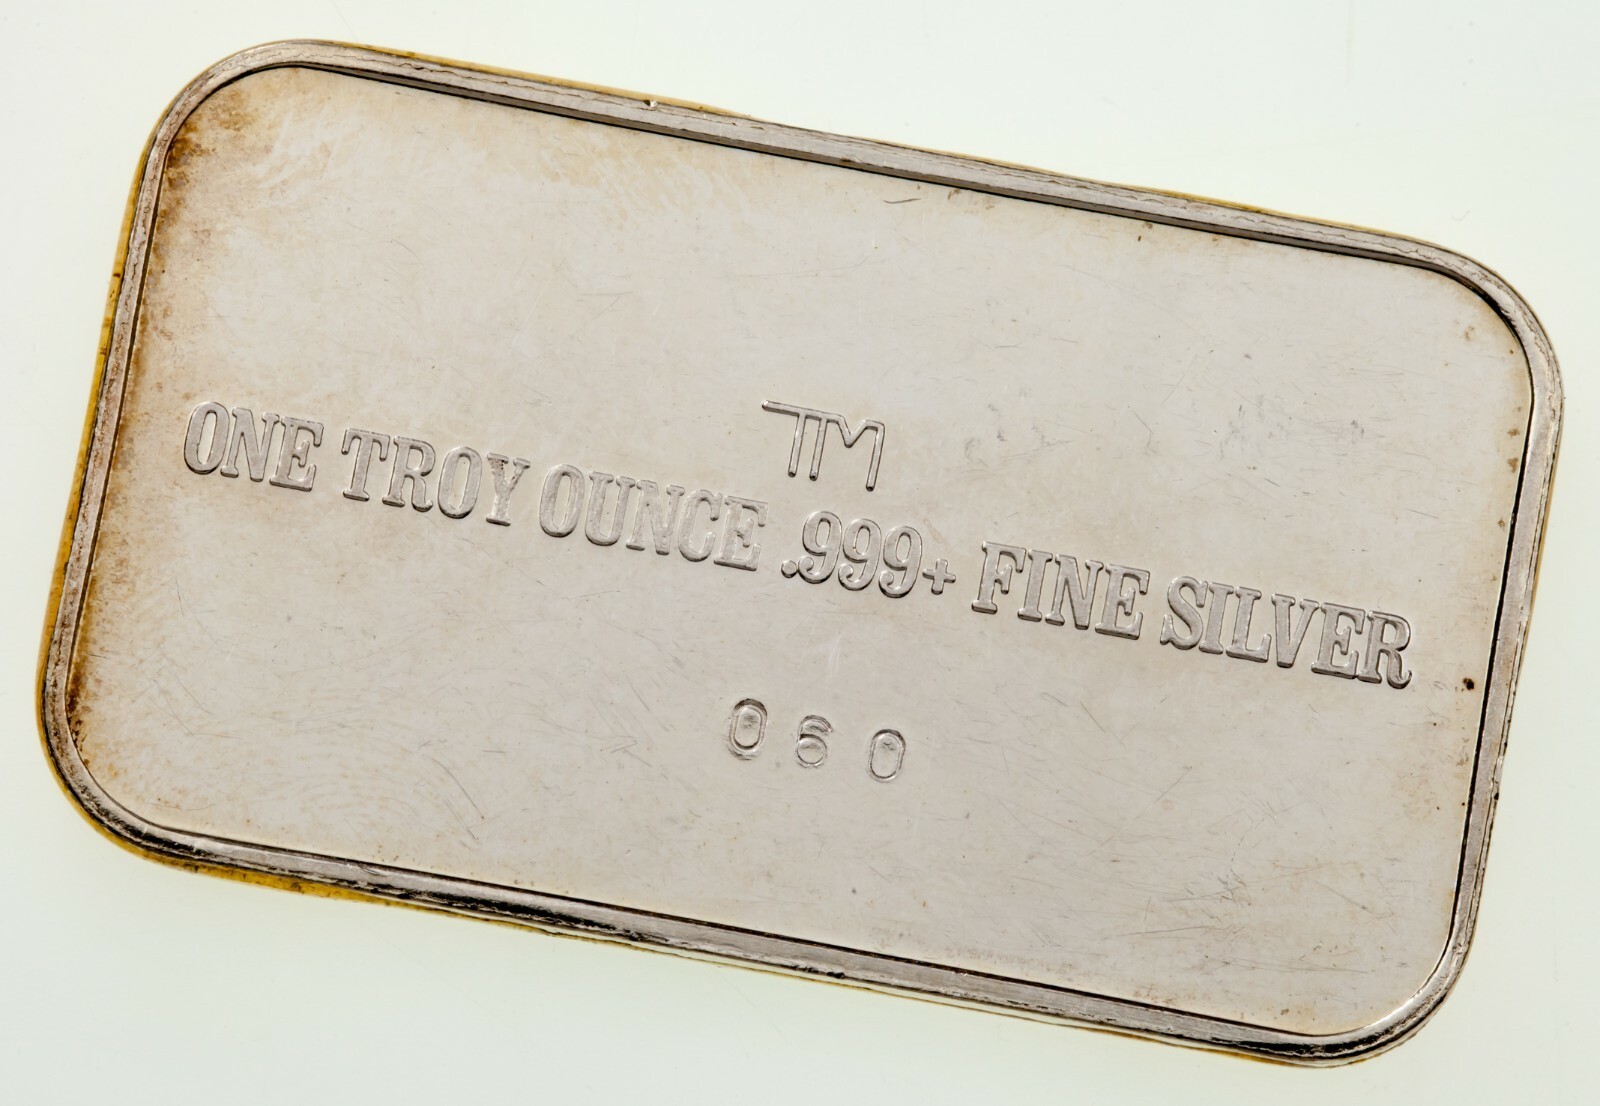 TM
ONE TROY OUNCE .999+ FINE SILVER
060